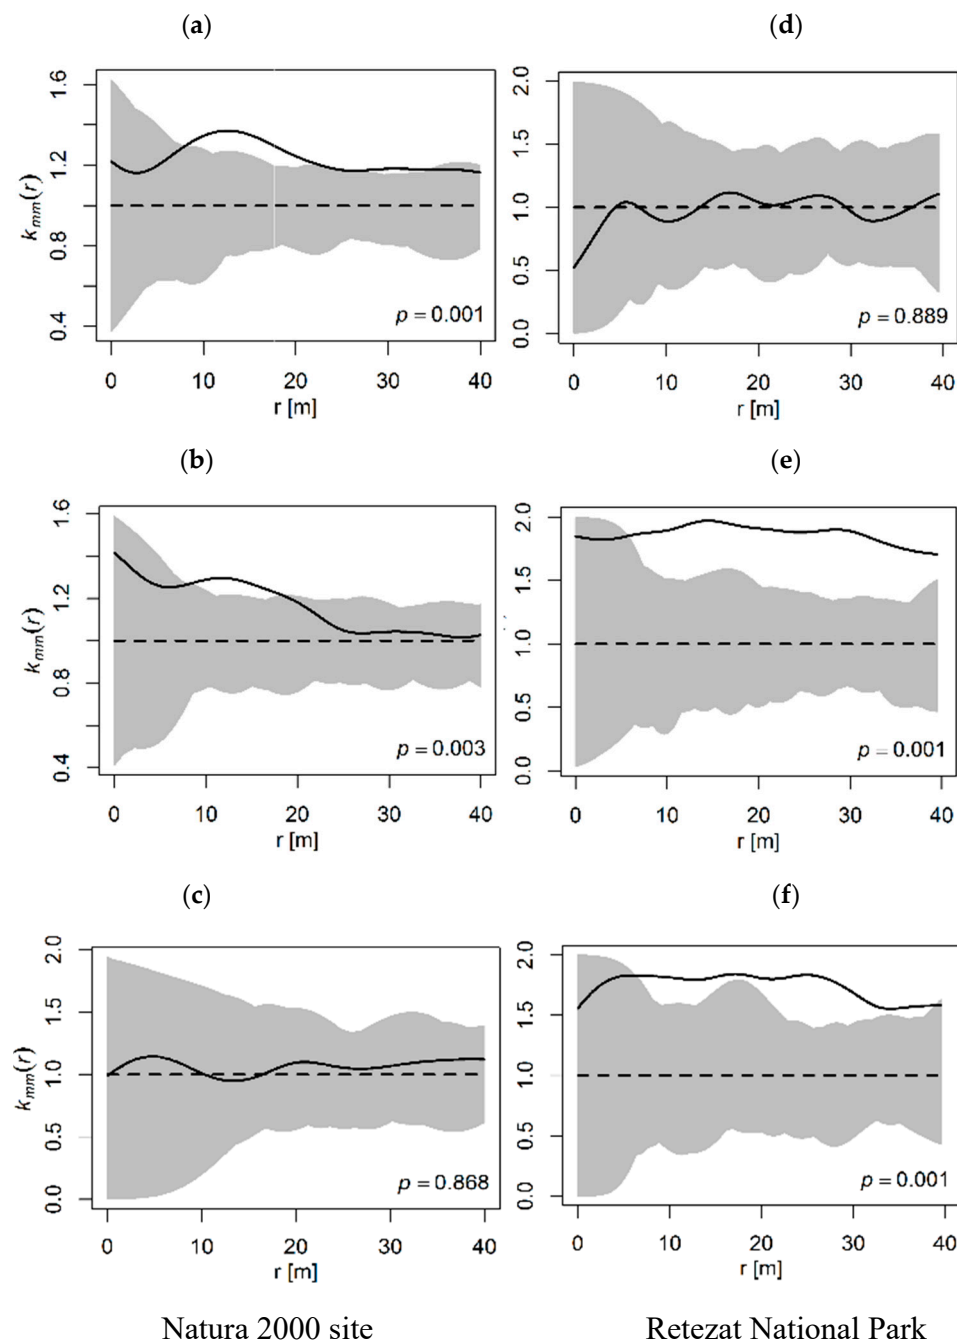 (a)
1.6
1.2
0.8
0.4
kmm(r)
p = 0.001
0 10 20 30 40
r [m]
(d)
2.0
1.5
1.0
0.5
0.0
p = 0.889
0 10 20 30 40
r [m]
(b)
1.6
1.2
0.8
0.4
kmm(r)
p = 0.003
0 10 20 30 40
r [m]
(e)
2.0
1.5
1.0
0.5
0.0
p = 0.001
0 10 20 30 40
r [m]
(c)
2.0
1.5
1.0
0.5
0.0
kmm(r)
p = 0.868
0 10 20 30 40
r [m]
(f)
2.0
1.5
1.0
0.5
0.0
p = 0.001
0 10 20 30 40
r [m]
Natura 2000 site
Retezat National Park